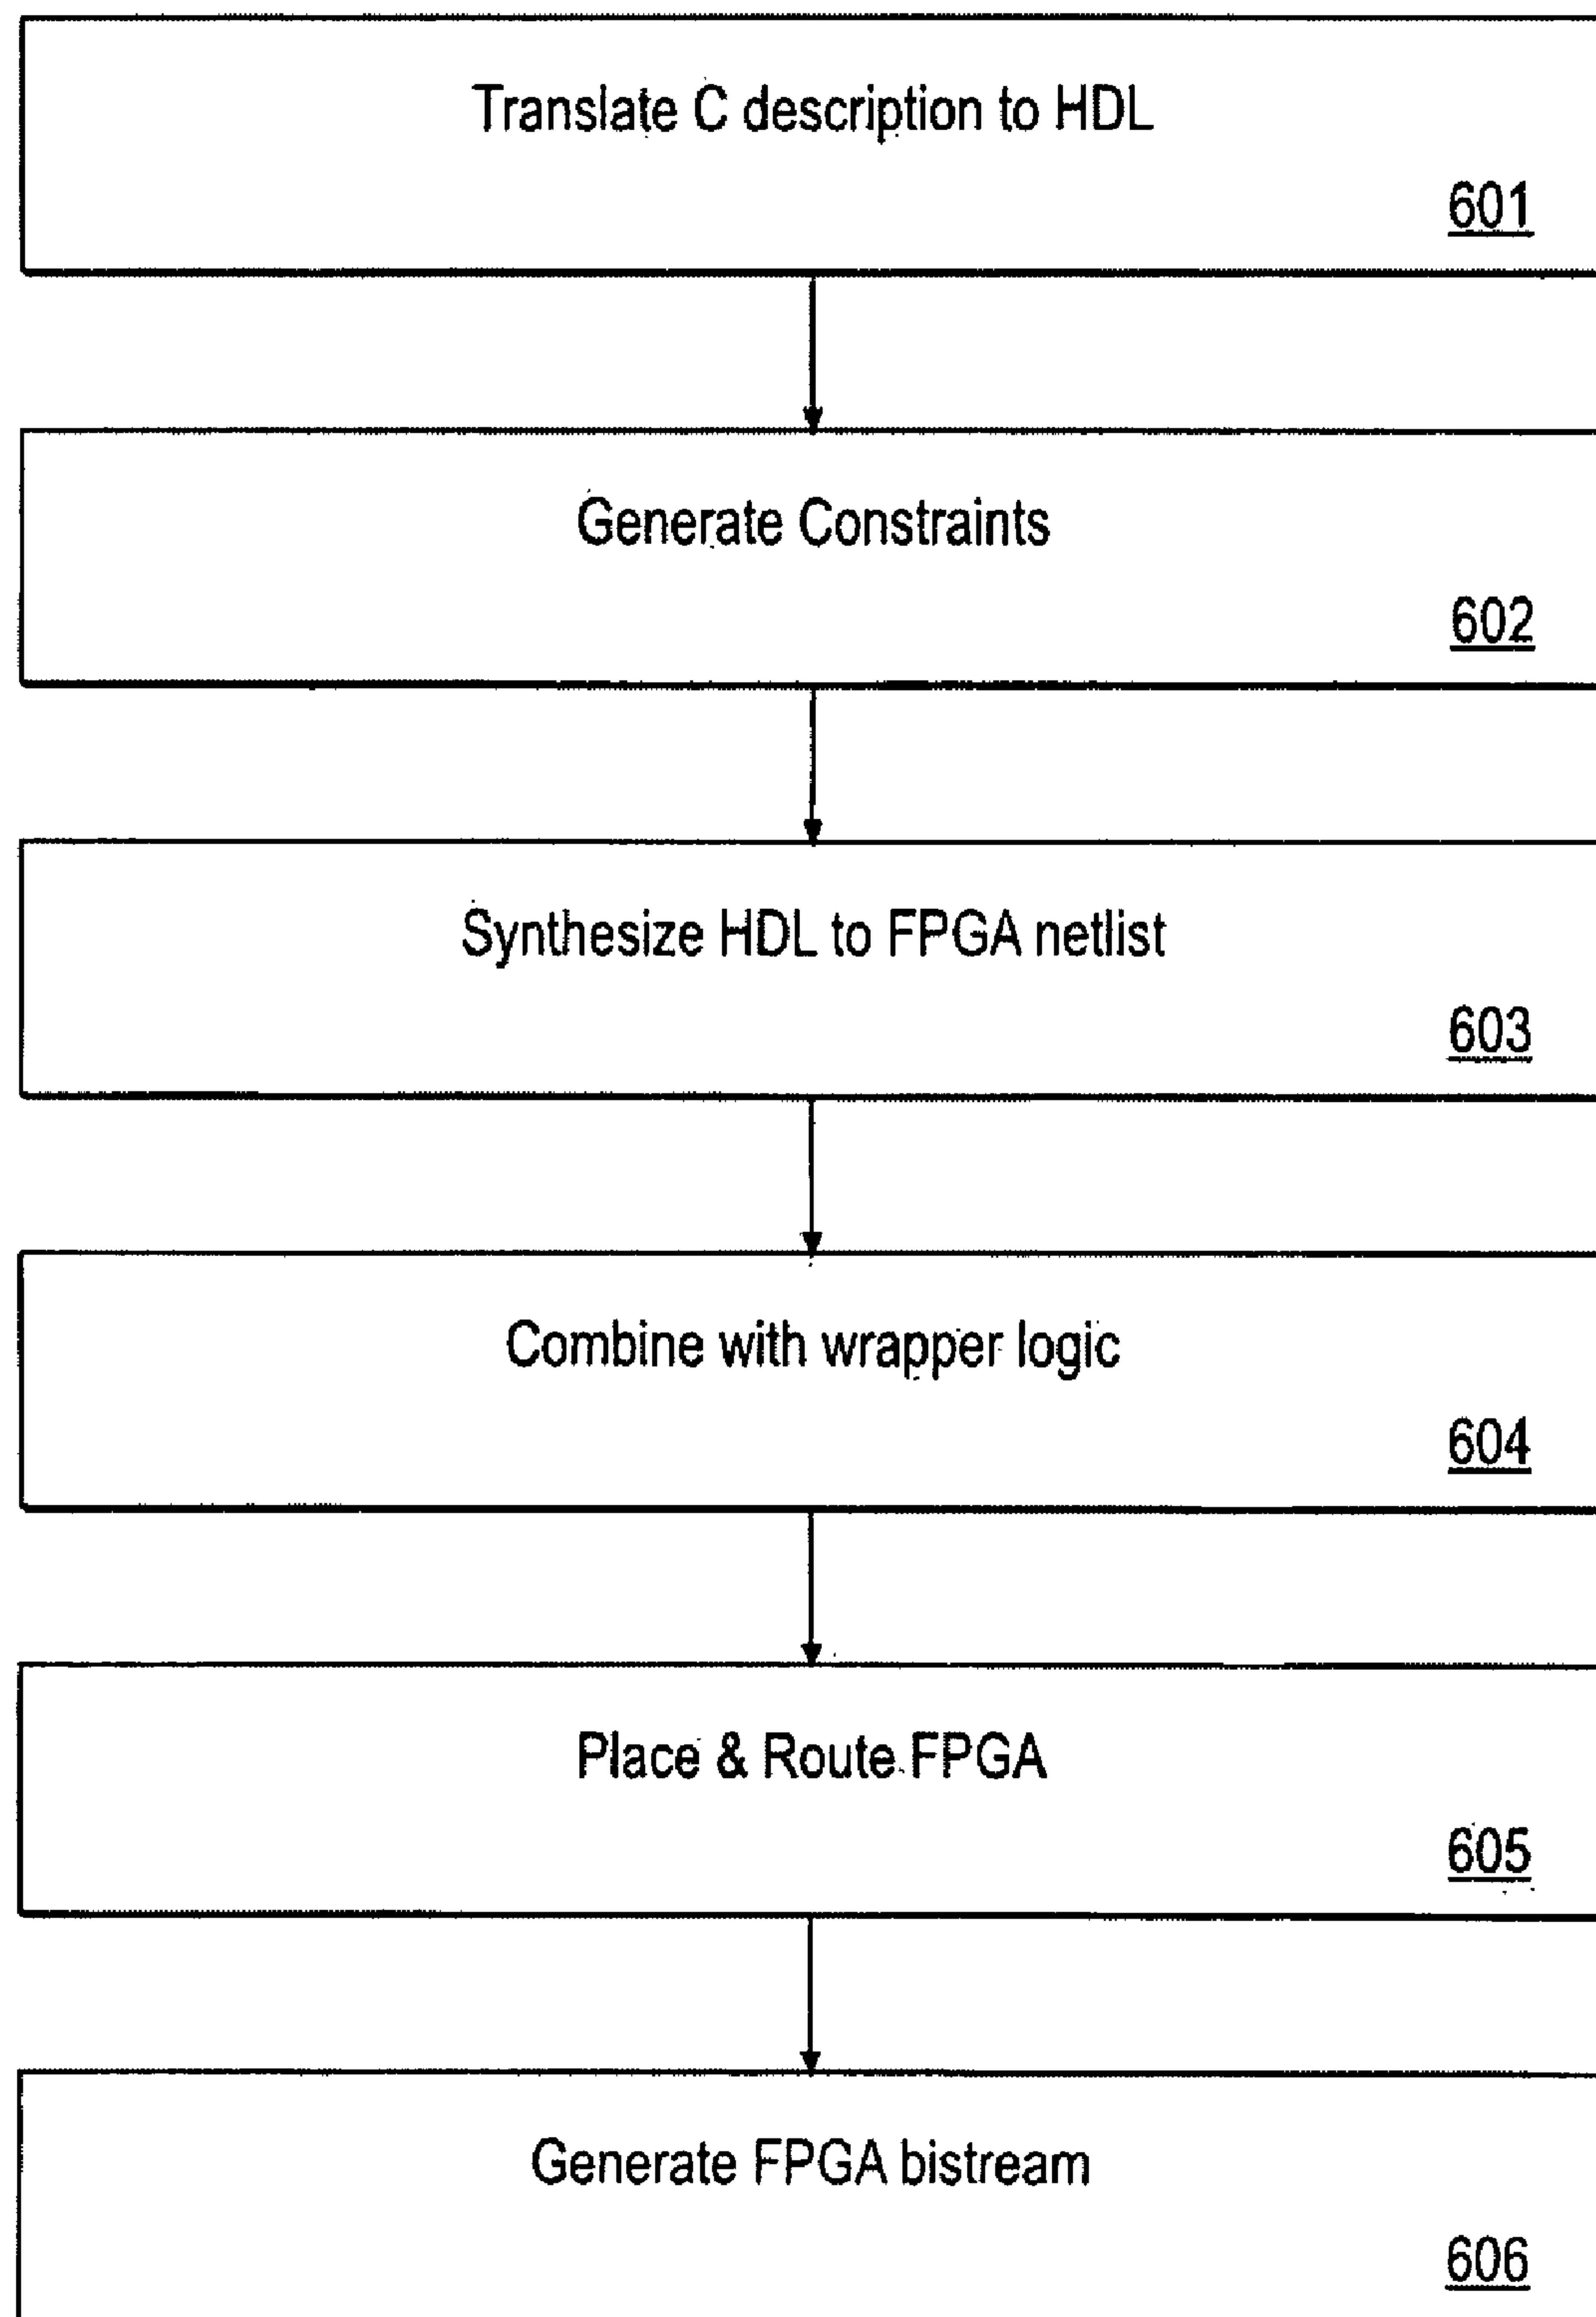 Translate C description to HDL
601
Generate Constraints
602
Synthesize HDL to FPGA netlist
603
Combine with wrapper logic
604
Place & Route FPGA
605
Generate FPGA bistream
606